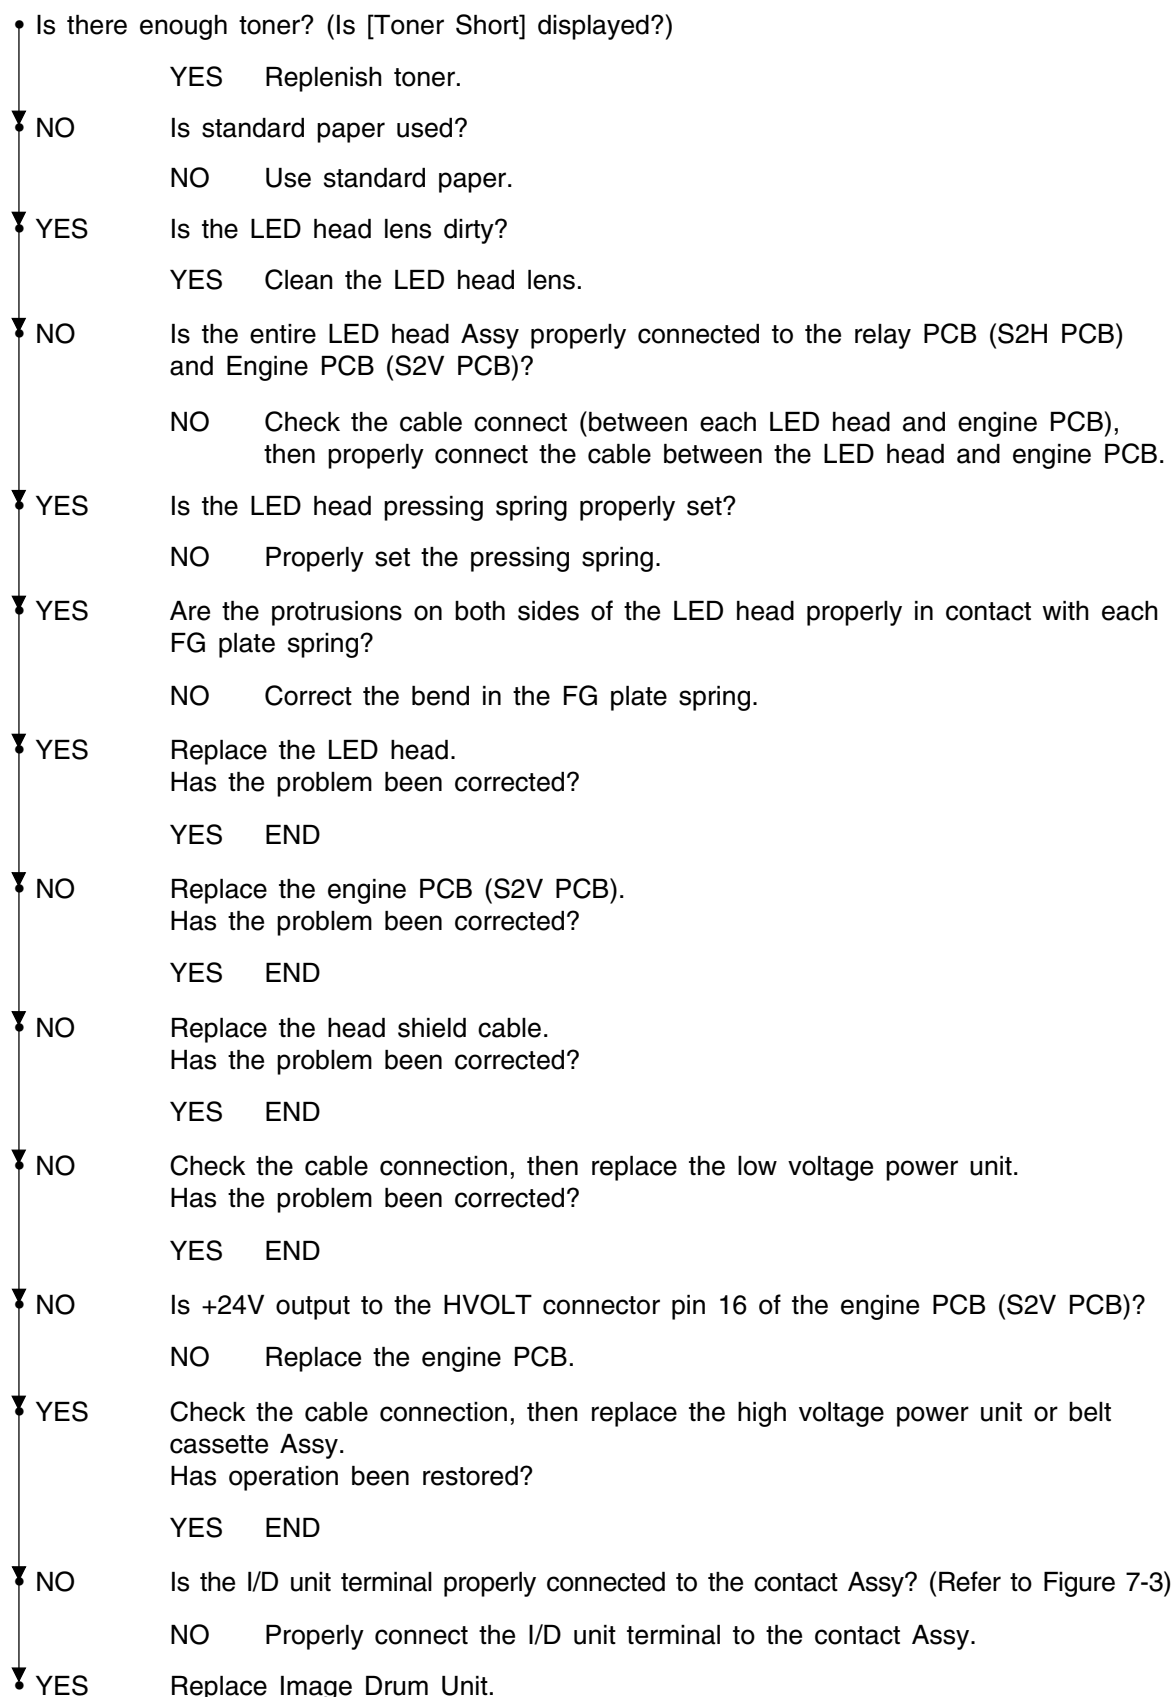 Is there enough toner? (Is [Toner Short] displayed?)
YES Replenish toner.
NO Is standard paper used?
NO Use standard paper.
YES Is the LED head lens dirty?
YES Clean the LED head lens.
NO Is the entire LED head Assy properly connected to the relay PCB (S2H PCB)
and Engine PCB (S2V PCB)?
NO Check the cable connect (between each LED head and engine PCB),
then properly connect the cable between the LED head and engine PCB.
YES Is the LED head pressing spring properly set?
NO Properly set the pressing spring.
YES Are the protrusions on both sides of the LED head properly in contact with each
FG plate spring?
NO Correct the bend in the FG plate spring.
YES Replace the LED head.
Has the problem been corrected?
YES END
NO Replace the engine PCB (S2V PCB).
Has the problem been corrected?
YES END
NO Replace the head shield cable.
Has the problem been corrected?
YES END
NO Check the cable connection, then replace the low voltage power unit.
Has the problem been corrected?
YES END
NO Is +24V output to the HVOLT connector pin 16 of the engine PCB (S2V PCB)?
NO Replace the engine PCB.
YES Check the cable connection, then replace the high voltage power unit or belt
cassette Assy.
Has operation been restored?
YES END
NO Is the I/D unit terminal properly connected to the contact Assy? (Refer to Figure 7-3)
NO Properly connect the I/D unit terminal to the contact Assy.
YES Replace Image Drum Unit.